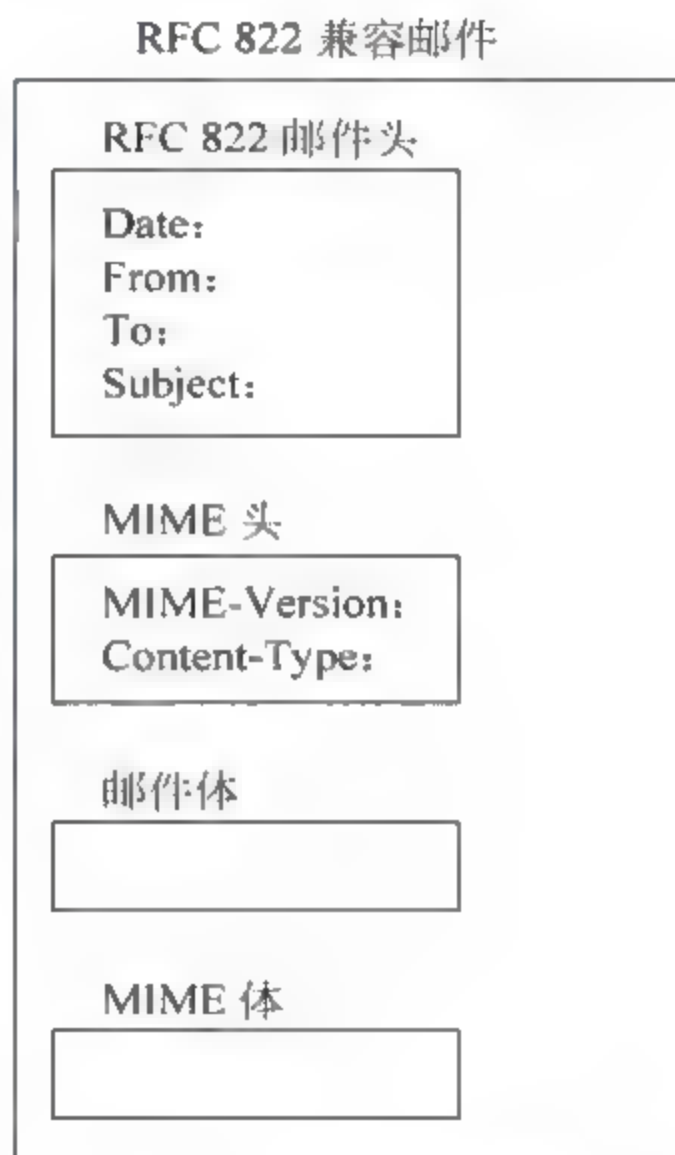 RFC 822 兼容邮件
RFC 822 邮件头
Date：
From：
To：
Subject：
MIME 头
MIME-Version：
Content-Type：
邮件体
MIME 体